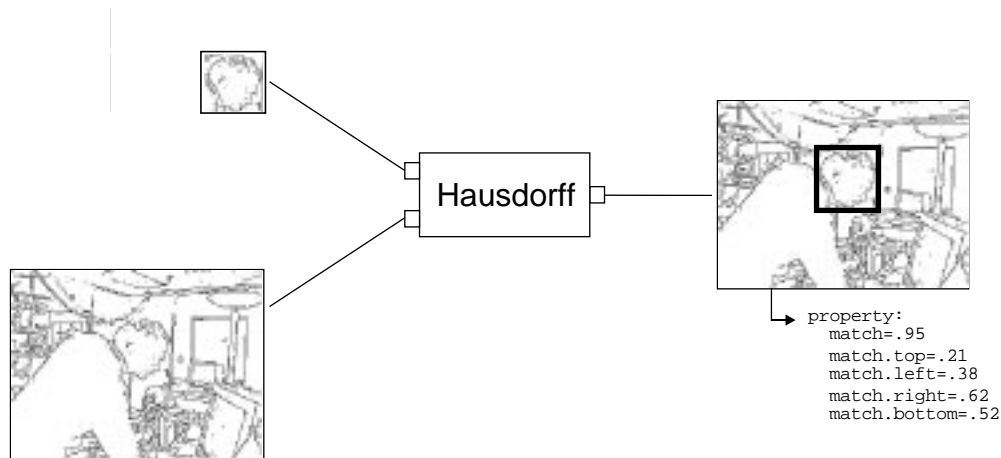 Hausdorff
property:
match=.95
match.top=.21
match.left=.38
match.right=.62
match.bottom=.52